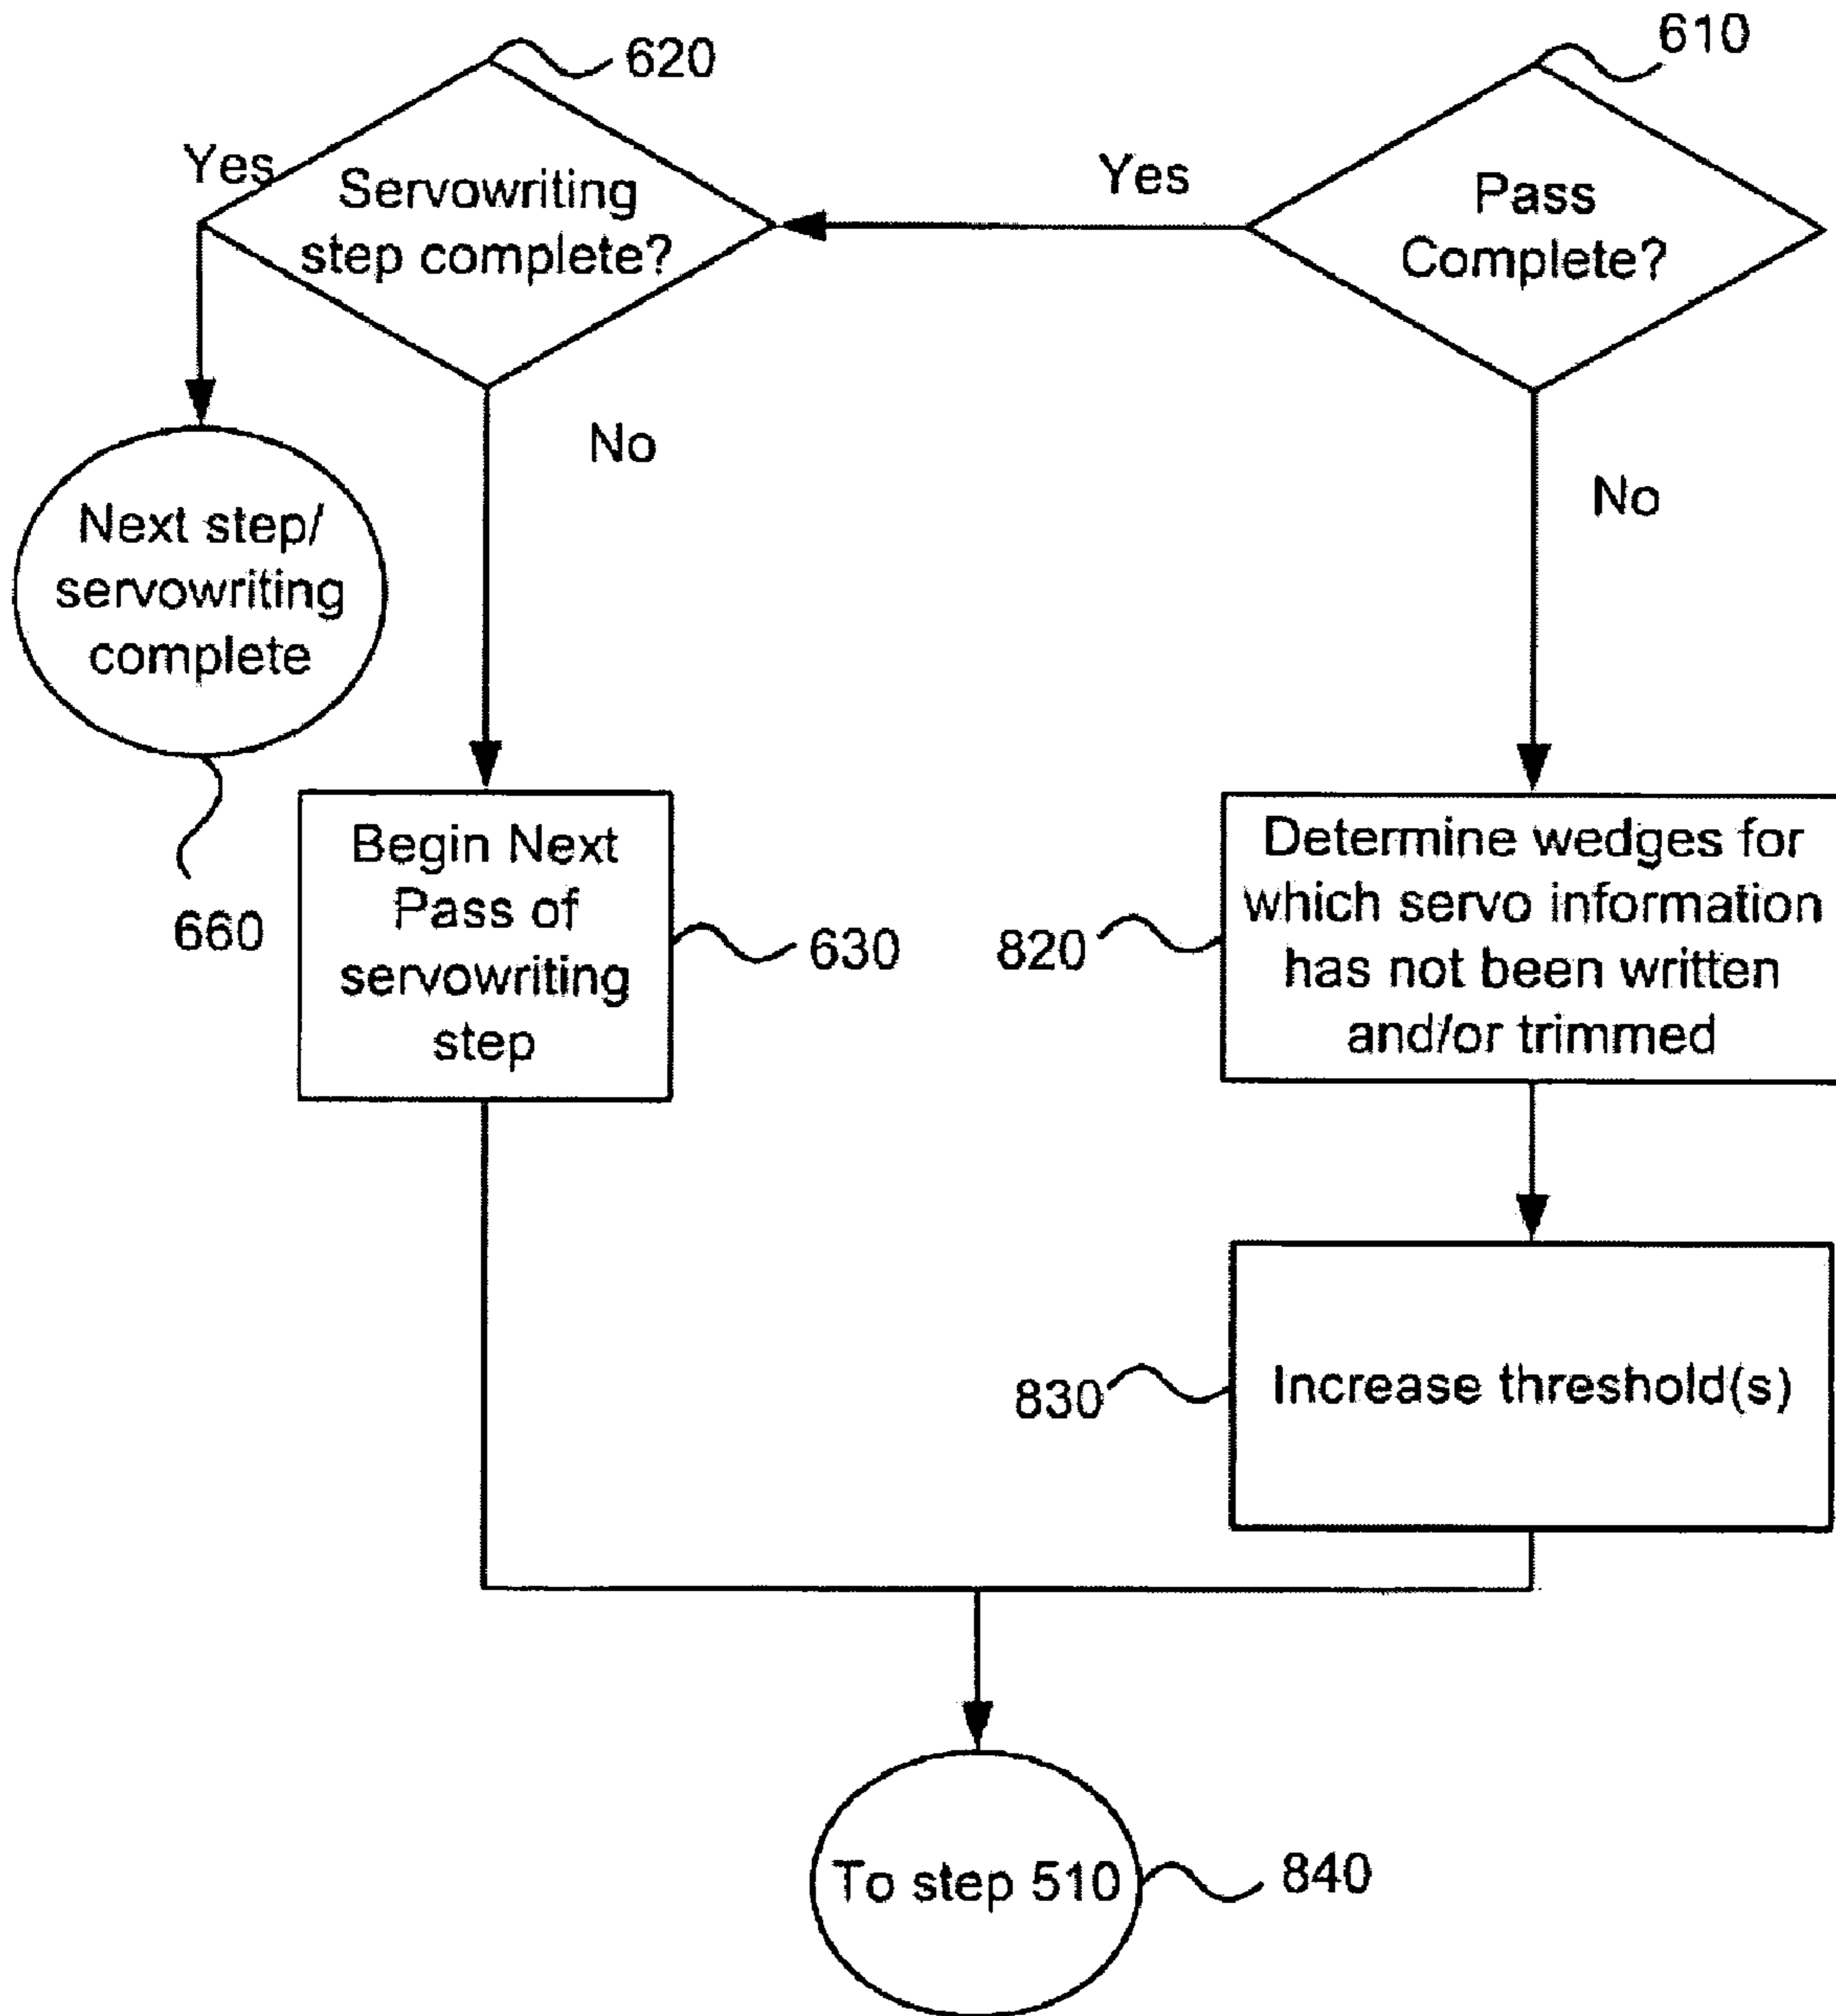 620
610
Yes
Servowriting
step complete?
Yes
Pass
Complete?
No
No
Next step/
servowriting
complete
660
Begin Next
Pass of
servowriting
step
630
820
Determine wedges for
which servo information
has not been written
and/or trimmed
830
Increase threshold(s)
To step 510
840